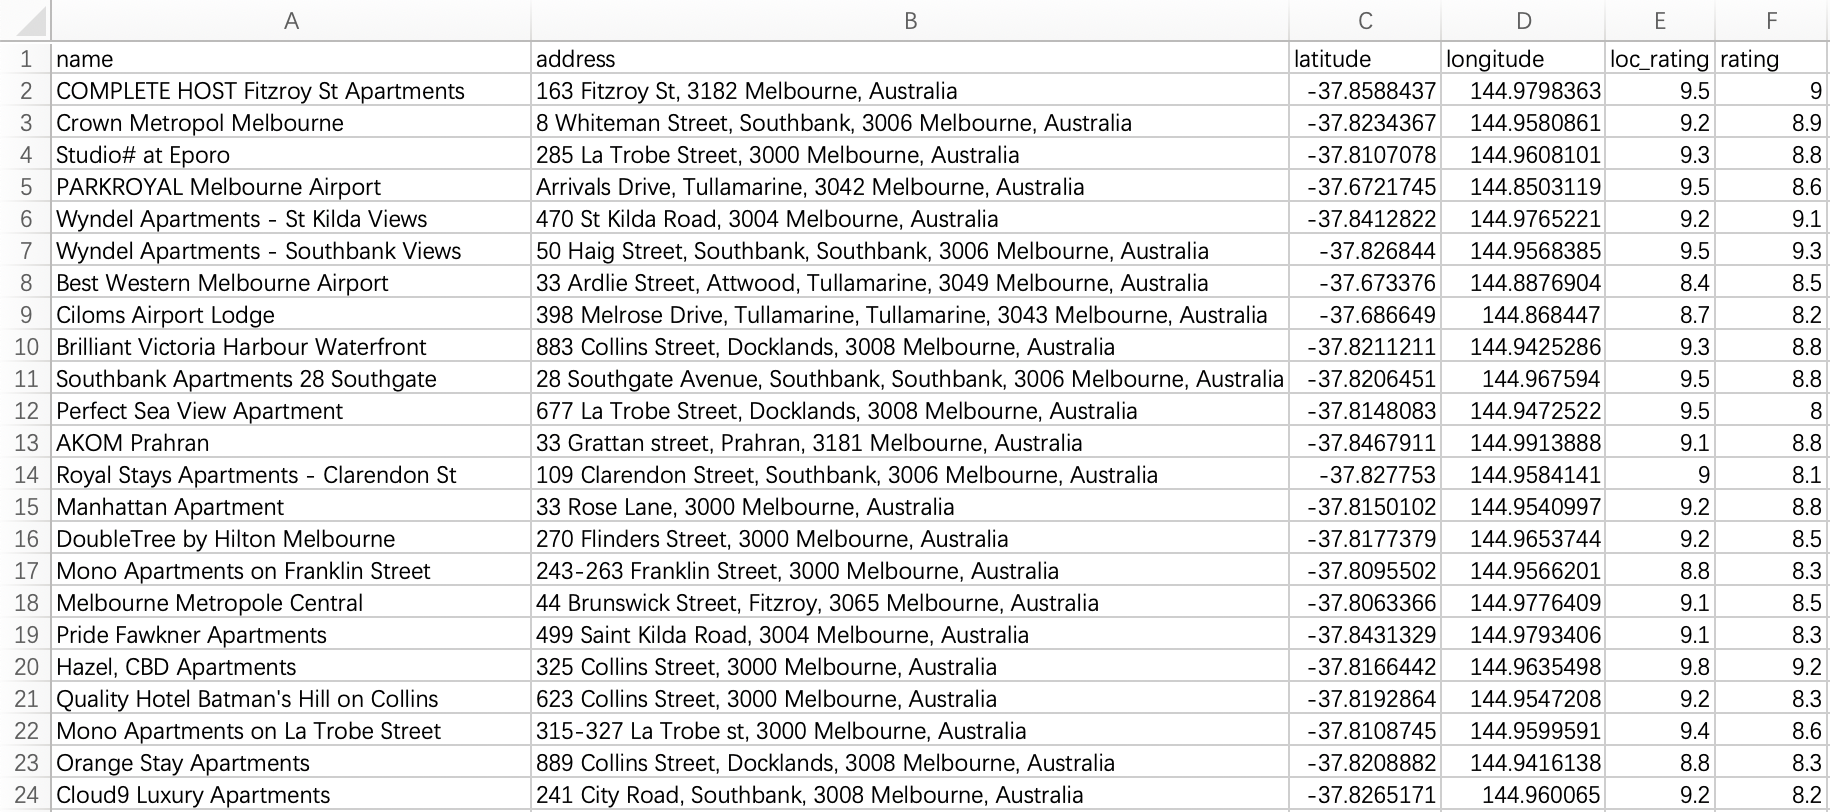 A B C D E F
1 name address latitude longitude loc_rating rating
2 COMPLETE HOST Fitzroy St Apartments 163 Fitzroy St, 3182 Melbourne, Australia -37.8588437 144.9798363 9.5 9
3 Crown Metropol Melbourne 8 Whiteman Street, Southbank, 3006 Melbourne, Australia -37.8234367 144.9580861 9.2 8.9
4 Studio# at Eporo 285 La Trobe Street, 3000 Melbourne, Australia -37.8107078 144.9608101 9.3 8.8
5 PARKROYAL Melbourne Airport Arrivals Drive, Tullamarine, 3042 Melbourne, Australia -37.6721745 144.8503119 9.5 8.6
6 Wyndel Apartments - St Kilda Views 470 St Kilda Road, 3004 Melbourne, Australia -37.8412822 144.9765221 9.2 9.1
7 Wyndel Apartments - Southbank Views 50 Haig Street, Southbank, Southbank, 3006 Melbourne, Australia -37.826844 144.9568385 9.5 9.3
8 Best Western Melbourne Airport 33 Ardlie Street, Attwood, Tullamarine, 3049 Melbourne, Australia -37.673376 144.8876904 8.4 8.5
9 Ciloms Airport Lodge 398 Melrose Drive, Tullamarine, Tullamarine, 3043 Melbourne, Australia -37.686649 144.868447 8.7 8.2
10 Brilliant Victoria Harbour Waterfront 883 Collins Street, Docklands, 3008 Melbourne, Australia -37.8211211 144.9425286 9.3 8.8
11 Southbank Apartments 28 Southgate 28 Southgate Avenue, Southbank, Southbank, 3006 Melbourne, Australia -37.8206451 144.967594 9.5 8.8
12 Perfect Sea View Apartment 677 La Trobe Street, Docklands, 3008 Melbourne, Australia -37.8148083 144.9472522 9.5 8
13 AKOM Prahran 33 Grattan street, Prahran, 3181 Melbourne, Australia -37.8467911 144.9913888 9.1 8.8
14 Royal Stays Apartments - Clarendon St 109 Clarendon Street, Southbank, 3006 Melbourne, Australia -37.827753 144.9584141 9 8.1
15 Manhattan Apartment 33 Rose Lane, 3000 Melbourne, Australia -37.8150102 144.9540997 9.2 8.8
16 DoubleTree by Hilton Melbourne 270 Flinders Street, 3000 Melbourne, Australia -37.8177379 144.9653744 9.2 8.5
17 Mono Apartments on Franklin Street 243-263 Franklin Street, 3000 Melbourne, Australia -37.8095502 144.9566201 8.8 8.3
18 Melbourne Metropole Central 44 Brunswick Street, Fitzroy, 3065 Melbourne, Australia -37.8063366 144.9776409 9.1 8.5
19 Pride Fawkner Apartments 499 Saint Kilda Road, 3004 Melbourne, Australia -37.8431329 144.9793406 9.1 8.3
20 Hazel, CBD Apartments 325 Collins Street, 3000 Melbourne, Australia -37.8166442 144.9635498 9.8 9.2
21 Quality Hotel Batman's Hill on Collins 623 Collins Street, 3000 Melbourne, Australia -37.8192864 144.9547208 9.2 8.3
22 Mono Apartments on La Trobe Street 315-327 La Trobe st, 3000 Melbourne, Australia -37.8108745 144.9599591 9.4 8.6
23 Orange Stay Apartments 889 Collins Street, Docklands, 3008 Melbourne, Australia -37.8208882 144.9416138 8.8 8.3
24 Cloud9 Luxury Apartments 241 City Road, Southbank, 3008 Melbourne, Australia -37.8265171 144.960065 9.2 8.2